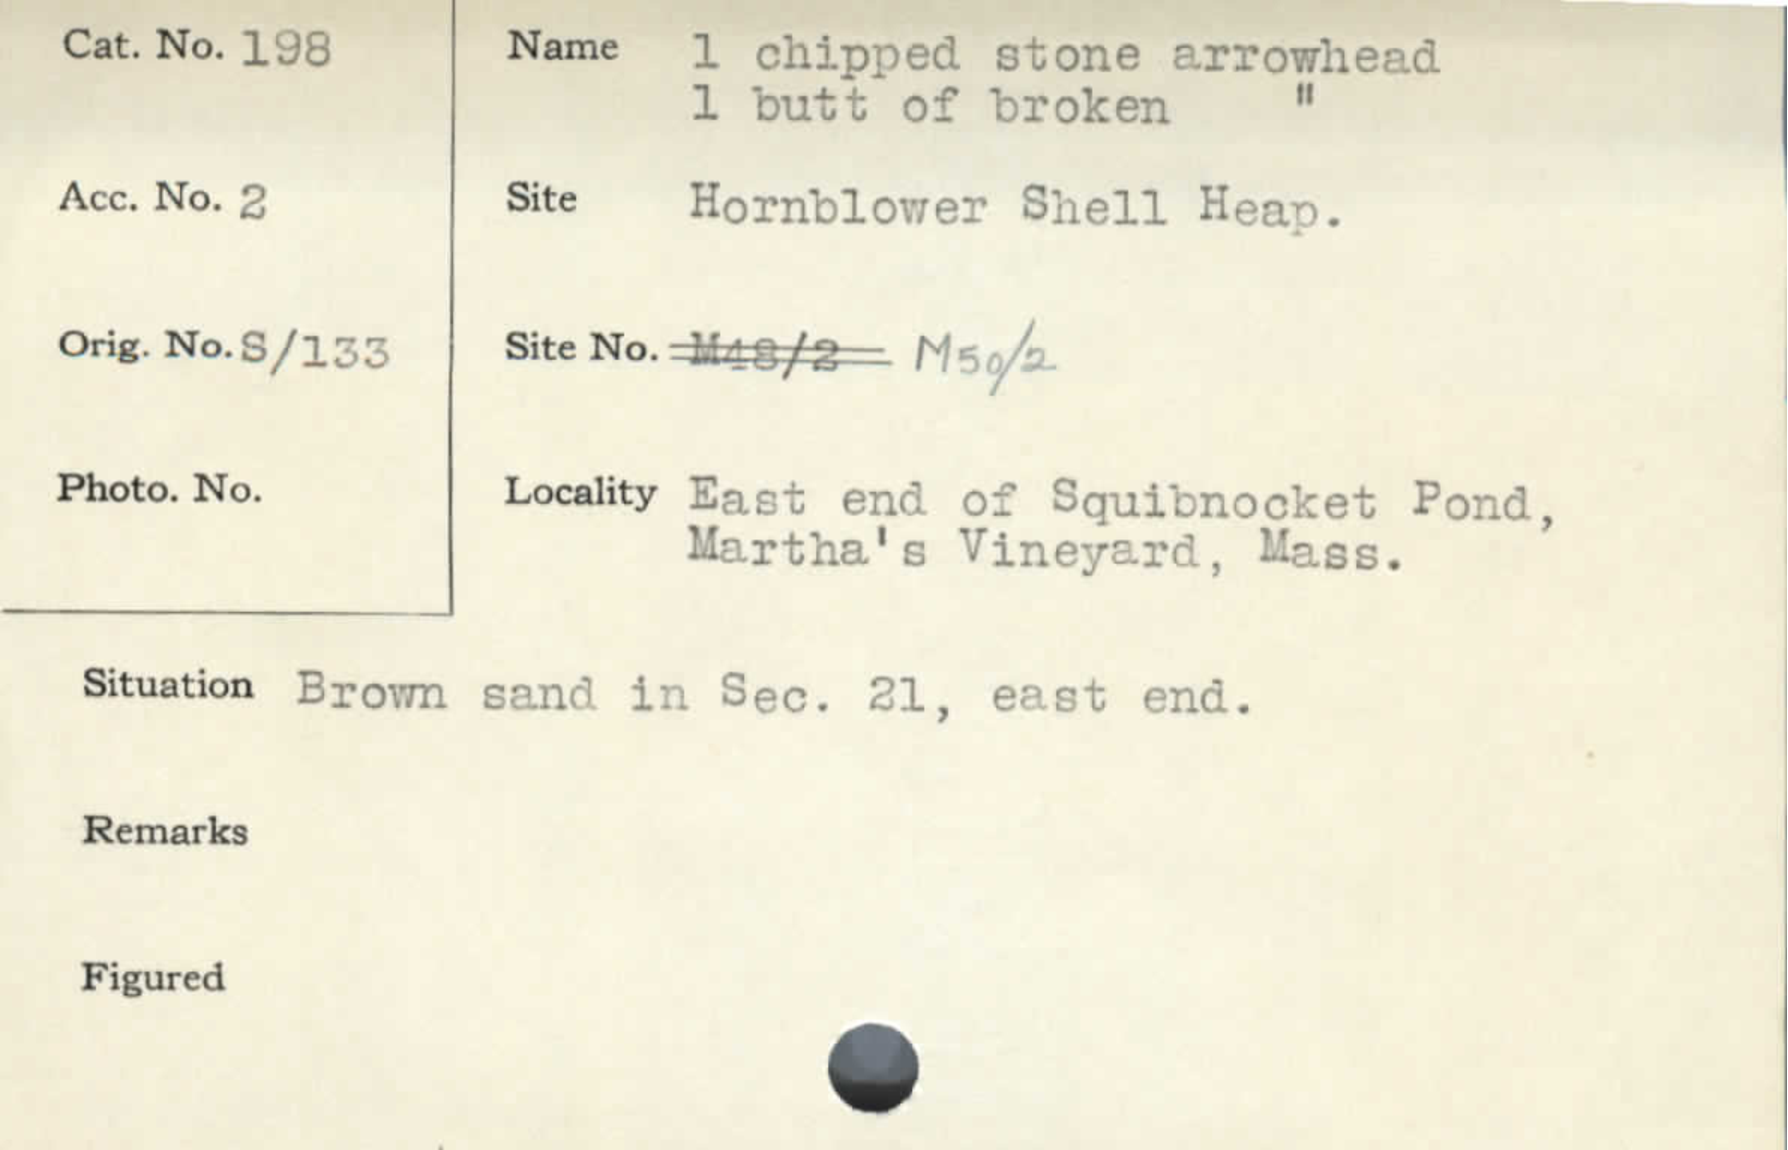 Cat. No. 198
Name 1 chipped stone arrowhead
1 butt of broken "
Acc. No. 2
Site Hornblower Shell Heap.
Orig. No. S/133
Site No. M48/2 M50/2
Photo. No.
Locality East end of Squibnocket Pond,
Martha's Vineyard, Mass.
Situation Brown sand in Sec. 21, east end.
Remarks
Figured